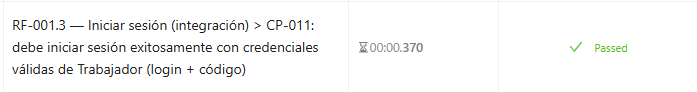 RF-001.3 — Iniciar sesión (integración) > CP-011:
debe iniciar sesión exitosamente con credenciales
válidas de Trabajador (login + código)
00:00.370
Passed